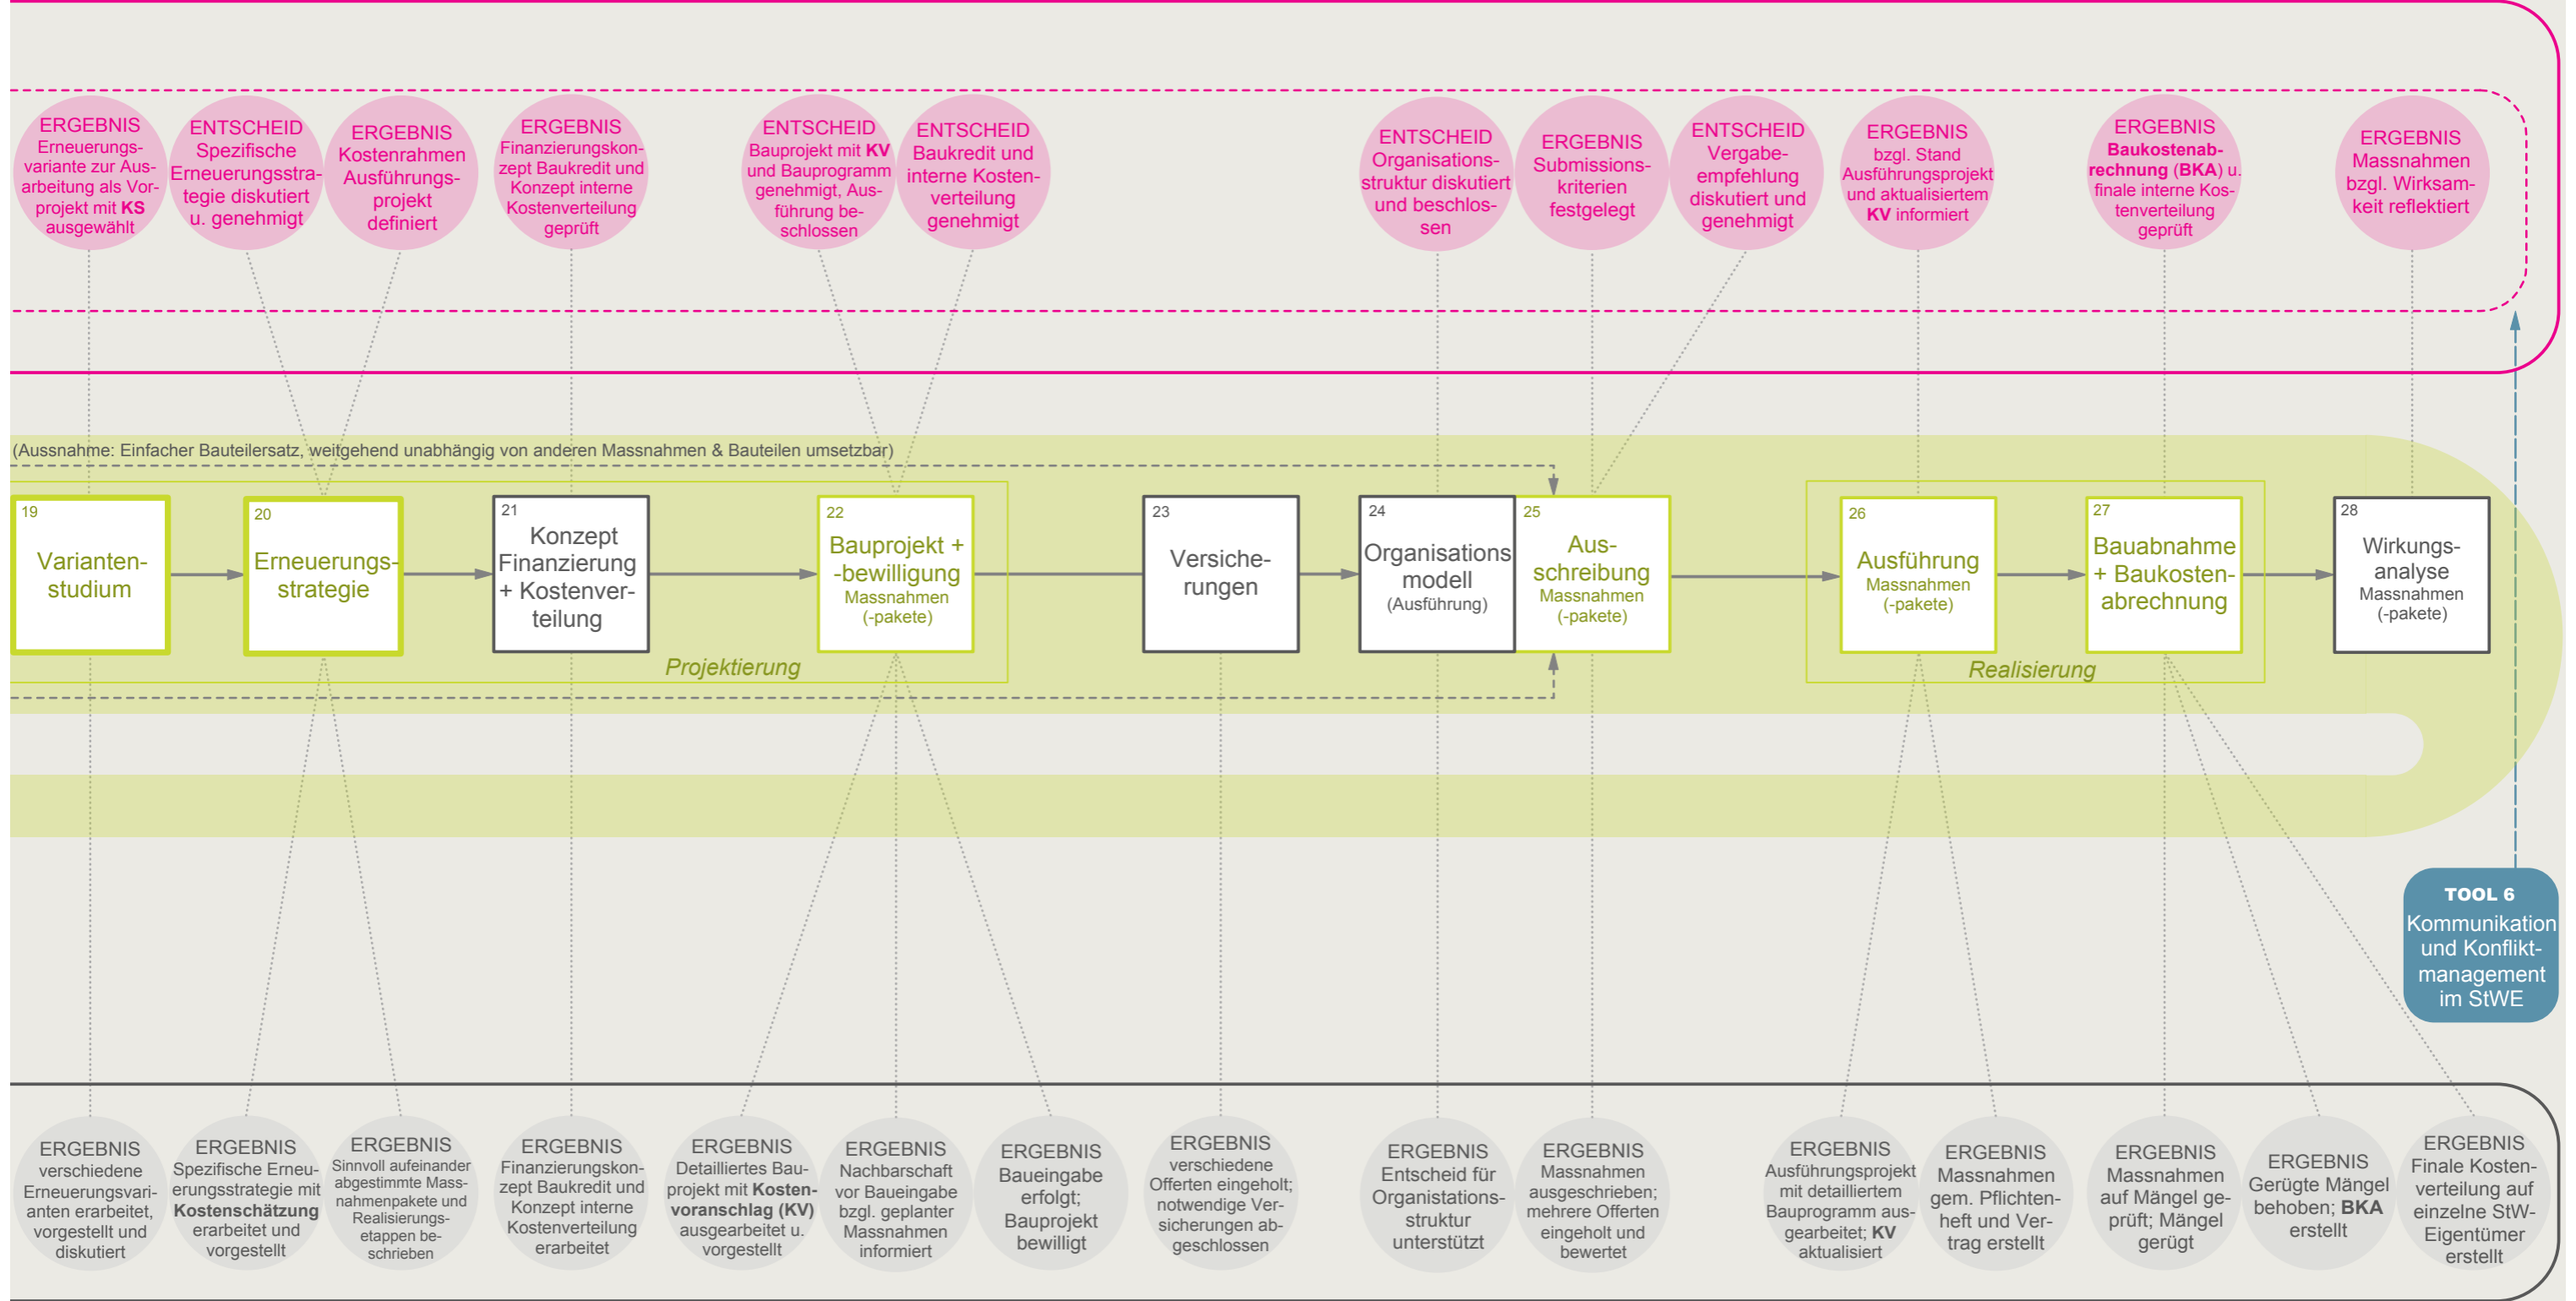 ERGEBNIS
Erneuerungs-
variante zur Aus-
arbeitung als Vor-
projekt mit KS
ausgewählt
ENTSCHEID
Spezifische
Erneuerungsstra-
tegie diskutiert
u. genehmigt
ERGEBNIS
Kostenrahmen
Ausführungs-
projekt
definiert
ERGEBNIS
Finanzierungskon-
zept Baukredit und
Konzept interne
Kostenverteilung
geprüft
ENTSCHEID
Bauprojekt mit KV
und Bauprogramm
genehmigt, Aus-
führung be-
schlossen
ENTSCHEID
Baukredit und
interne Kosten-
verteilung
genehmigt
ENTSCHEID
Organisations-
struktur diskutiert
und beschlos-
sen
ERGEBNIS
Submissions-
kriterien
festgelegt
ENTSCHEID
Vergabe-
empfehlung
diskutiert und
genehmigt
ERGEBNIS
bzgl. Stand
Ausführungsprojekt
und aktualisiertem
KV informiert
ERGEBNIS
Baukostenab-
rechnung (BKA) u.
finale interne Kos-
tenverteilung
geprüft
ERGEBNIS
Massnahmen
bzgl. Wirksam-
keit reflektiert
(Aussnahme: Einfacher Bauteilersatz, weitgehend unabhängig von anderen Massnahmen & Bauteilen umsetzbar)
19
Varianten-
studium
20
Erneuerungs-
strategie
21
Konzept
Finanzierung
+ Kostenver-
teilung
22
Bauprojekt +
-bewilligung
Massnahmen
(-pakete)
23
Versiche-
rungen
24
Organisations
modell
(Ausführung)
25
Aus-
schreibung
Massnahmen
(-pakete)
26
Ausführung
Massnahmen
(-pakete)
27
Bauabnahme
+ Baukosten-
abrechnung
28
Wirkungs-
analyse
Massnahmen
(-pakete)
Projektierung
Realisierung
TOOL 6
Kommunikation
und Konflikt-
management
im StWE
ERGEBNIS
verschiedene
Erneuerungsvari-
anten erarbeitet,
vorgestellt und
diskutiert
ERGEBNIS
Spezifische Erneu-
erungsstrategie mit
Kostenschätzung
erarbeitet und
vorgestellt
ERGEBNIS
Sinnvoll aufeinander
abgestimmte Mass-
nahmenpakete und
Realisierungs-
etappen be-
schrieben
ERGEBNIS
Finanzierungskon-
zept Baukredit und
Konzept interne
Kostenverteilung
erarbeitet
ERGEBNIS
Detailliertes Bau-
projekt mit Kosten-
voranschlag (KV)
ausgearbeitet u.
vorgestellt
ERGEBNIS
Nachbarschaft
vor Baueingabe
bzgl. geplanter
Massnahmen
informiert
ERGEBNIS
Baueingabe
erfolgt;
Bauprojekt
bewilligt
ERGEBNIS
verschiedene
Offerten eingeholt;
notwendige Ver-
sicherungen ab-
geschlossen
ERGEBNIS
Entscheid für
Organistations-
struktur
unterstützt
ERGEBNIS
Massnahmen
ausgeschrieben;
mehrere Offerten
eingeholt und
bewertet
ERGEBNIS
Ausführungsprojekt
mit detailliertem
Bauprogramm aus-
gearbeitet; KV
aktualisiert
ERGEBNIS
Massnahmen
gem. Pflichten-
heft und Ver-
trag erstellt
ERGEBNIS
Massnahmen
auf Mängel ge-
prüft; Mängel
gerügt
ERGEBNIS
Gerügte Mängel
behoben; BKA
erstellt
ERGEBNIS
Finale Kosten-
verteilung auf
einzelne StW-
Eigentümer
erstellt